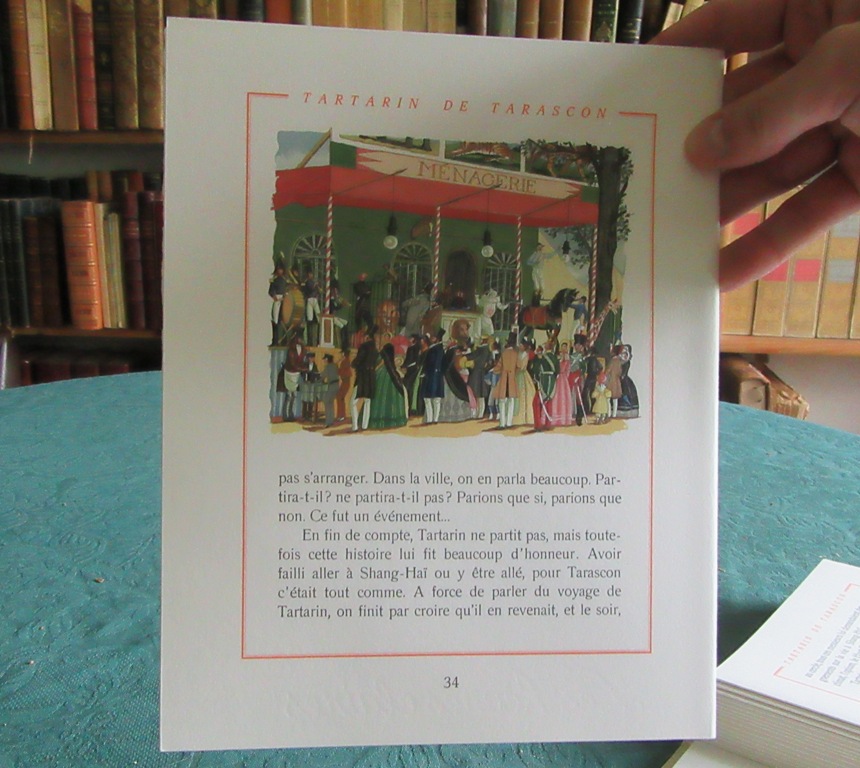 TARTARIN DE TARASCON
MENAGERIE
pas s'arranger. Dans la ville, on en parla beaucoup. Par-
tira-t-il? ne partira-t-il pas? Parions que si, parions que
non. Ce fut un événement...
En fin de compte, Tartarin ne partit pas, mais toute-
fois cette histoire lui fit beaucoup d'honneur. Avoir
failli aller à Shang-Haï ou y être allé, pour Tarascon
c'était tout comme. A force de parler du voyage de
Tartarin, on finit par croire qu'il en revenait, et le soir,
34
TARTARIN DE TARASCON